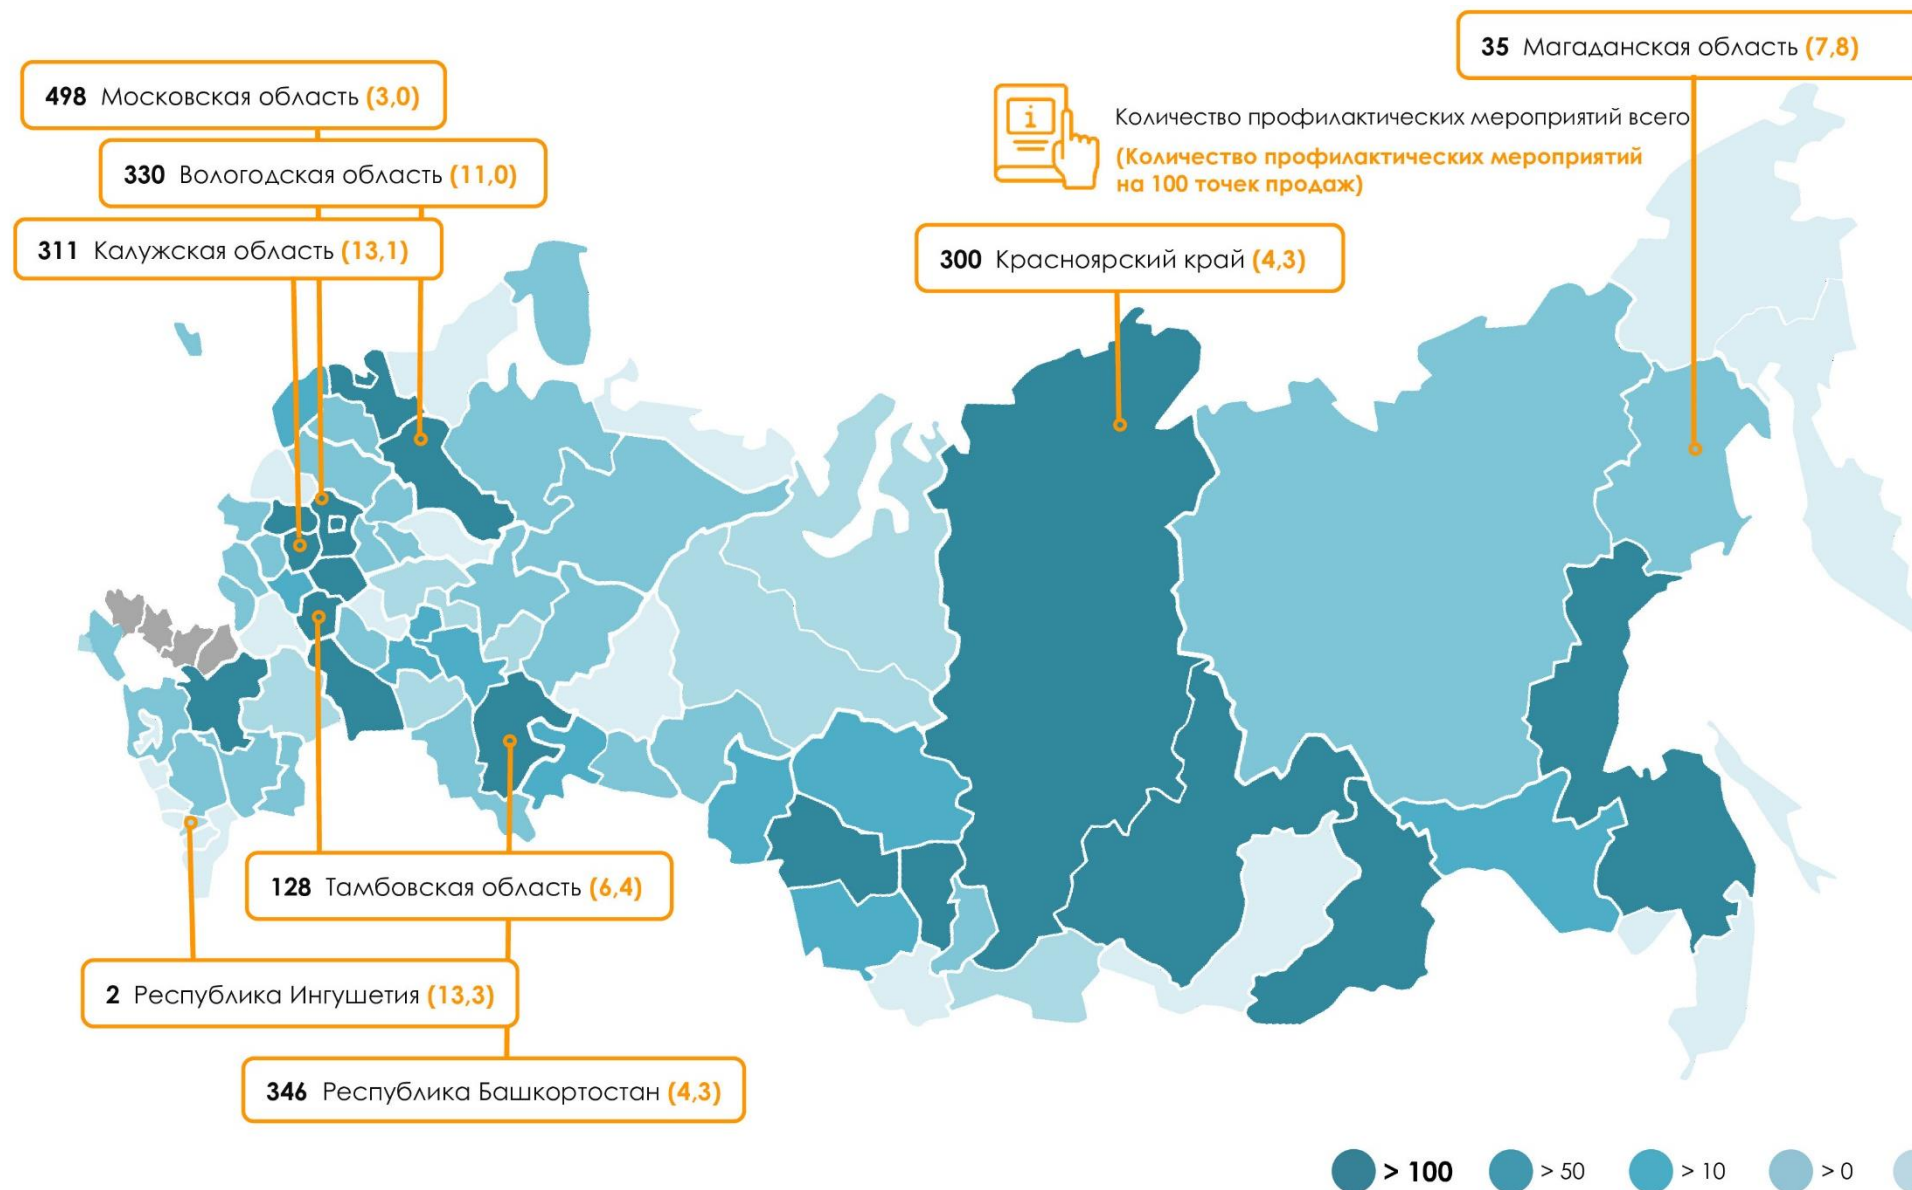 35 Магаданская область (7,8)
498 Московская область (3,0)
i
Количество профилактических мероприятий всего
(Количество профилактических мероприятий
на 100 точек продаж)
330 Вологодская область (11,0)
311 Калужская область (13,1)
300 Красноярский край (4,3)
128 Тамбовская область (6,4)
2 Республика Ингушетия (13,3)
346 Республика Башкортостан (4,3)
> 100 > 50 > 10 > 0